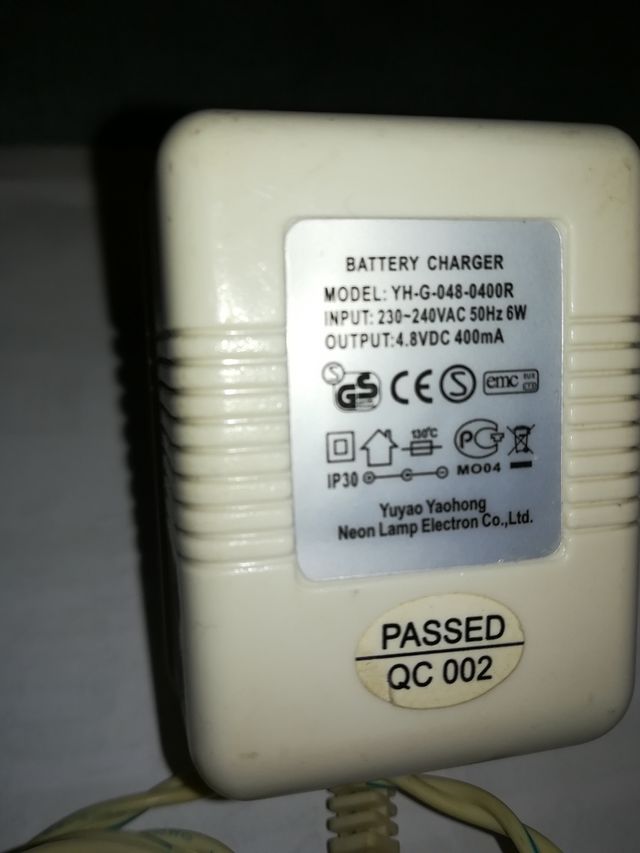 BATTERY CHARGER
MODEL: YH-G-048-0400R
INPUT: 230~240VAC 50Hz 6W
OUTPUT:4.8VDC 400mA
S GS CE S emc
130°C PCT
IP30 MO04
Yuyao Yaohong
Neon Lamp Electron Co.,Ltd.
PASSED
QC 002